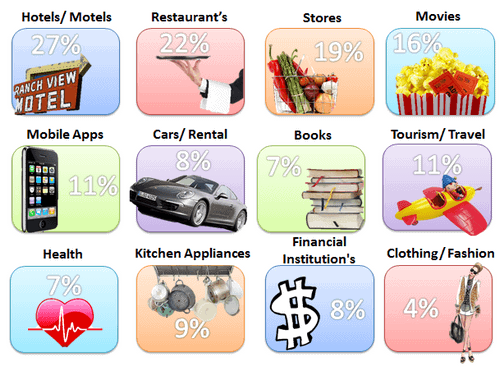 Hotels/ Motels
27%
RANCH VIEW
MOTEL
Restaurant's
22%
Stores
19%
Movies
16%
Mobile Apps
11%
Cars/ Rental
8%
Books
7%
Tourism/ Travel
11%
Health
7%
Kitchen Appliances
9%
Financial
Institution's
8%
Clothing/ Fashion
4%